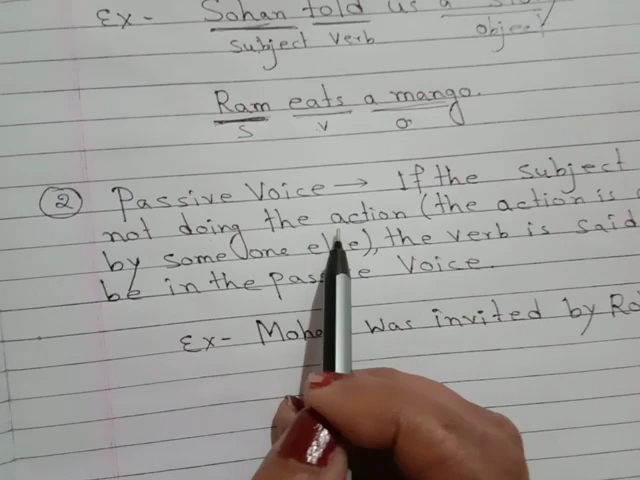 Ex - Sohan told us a
subject verb object
Ram eats a mango.
S V O
② Passive Voice → If the subject
not doing the action (the action is
by some one else), the verb is said
be in the passive Voice.
Ex - was invited by